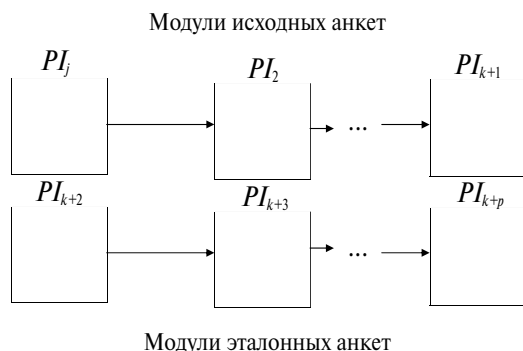 Модули исходных анкет
PI_j PI_2 PI_{k+1}
... 
PI_{k+2} PI_{k+3} PI_{k+p}
...
Модули эталонных анкет